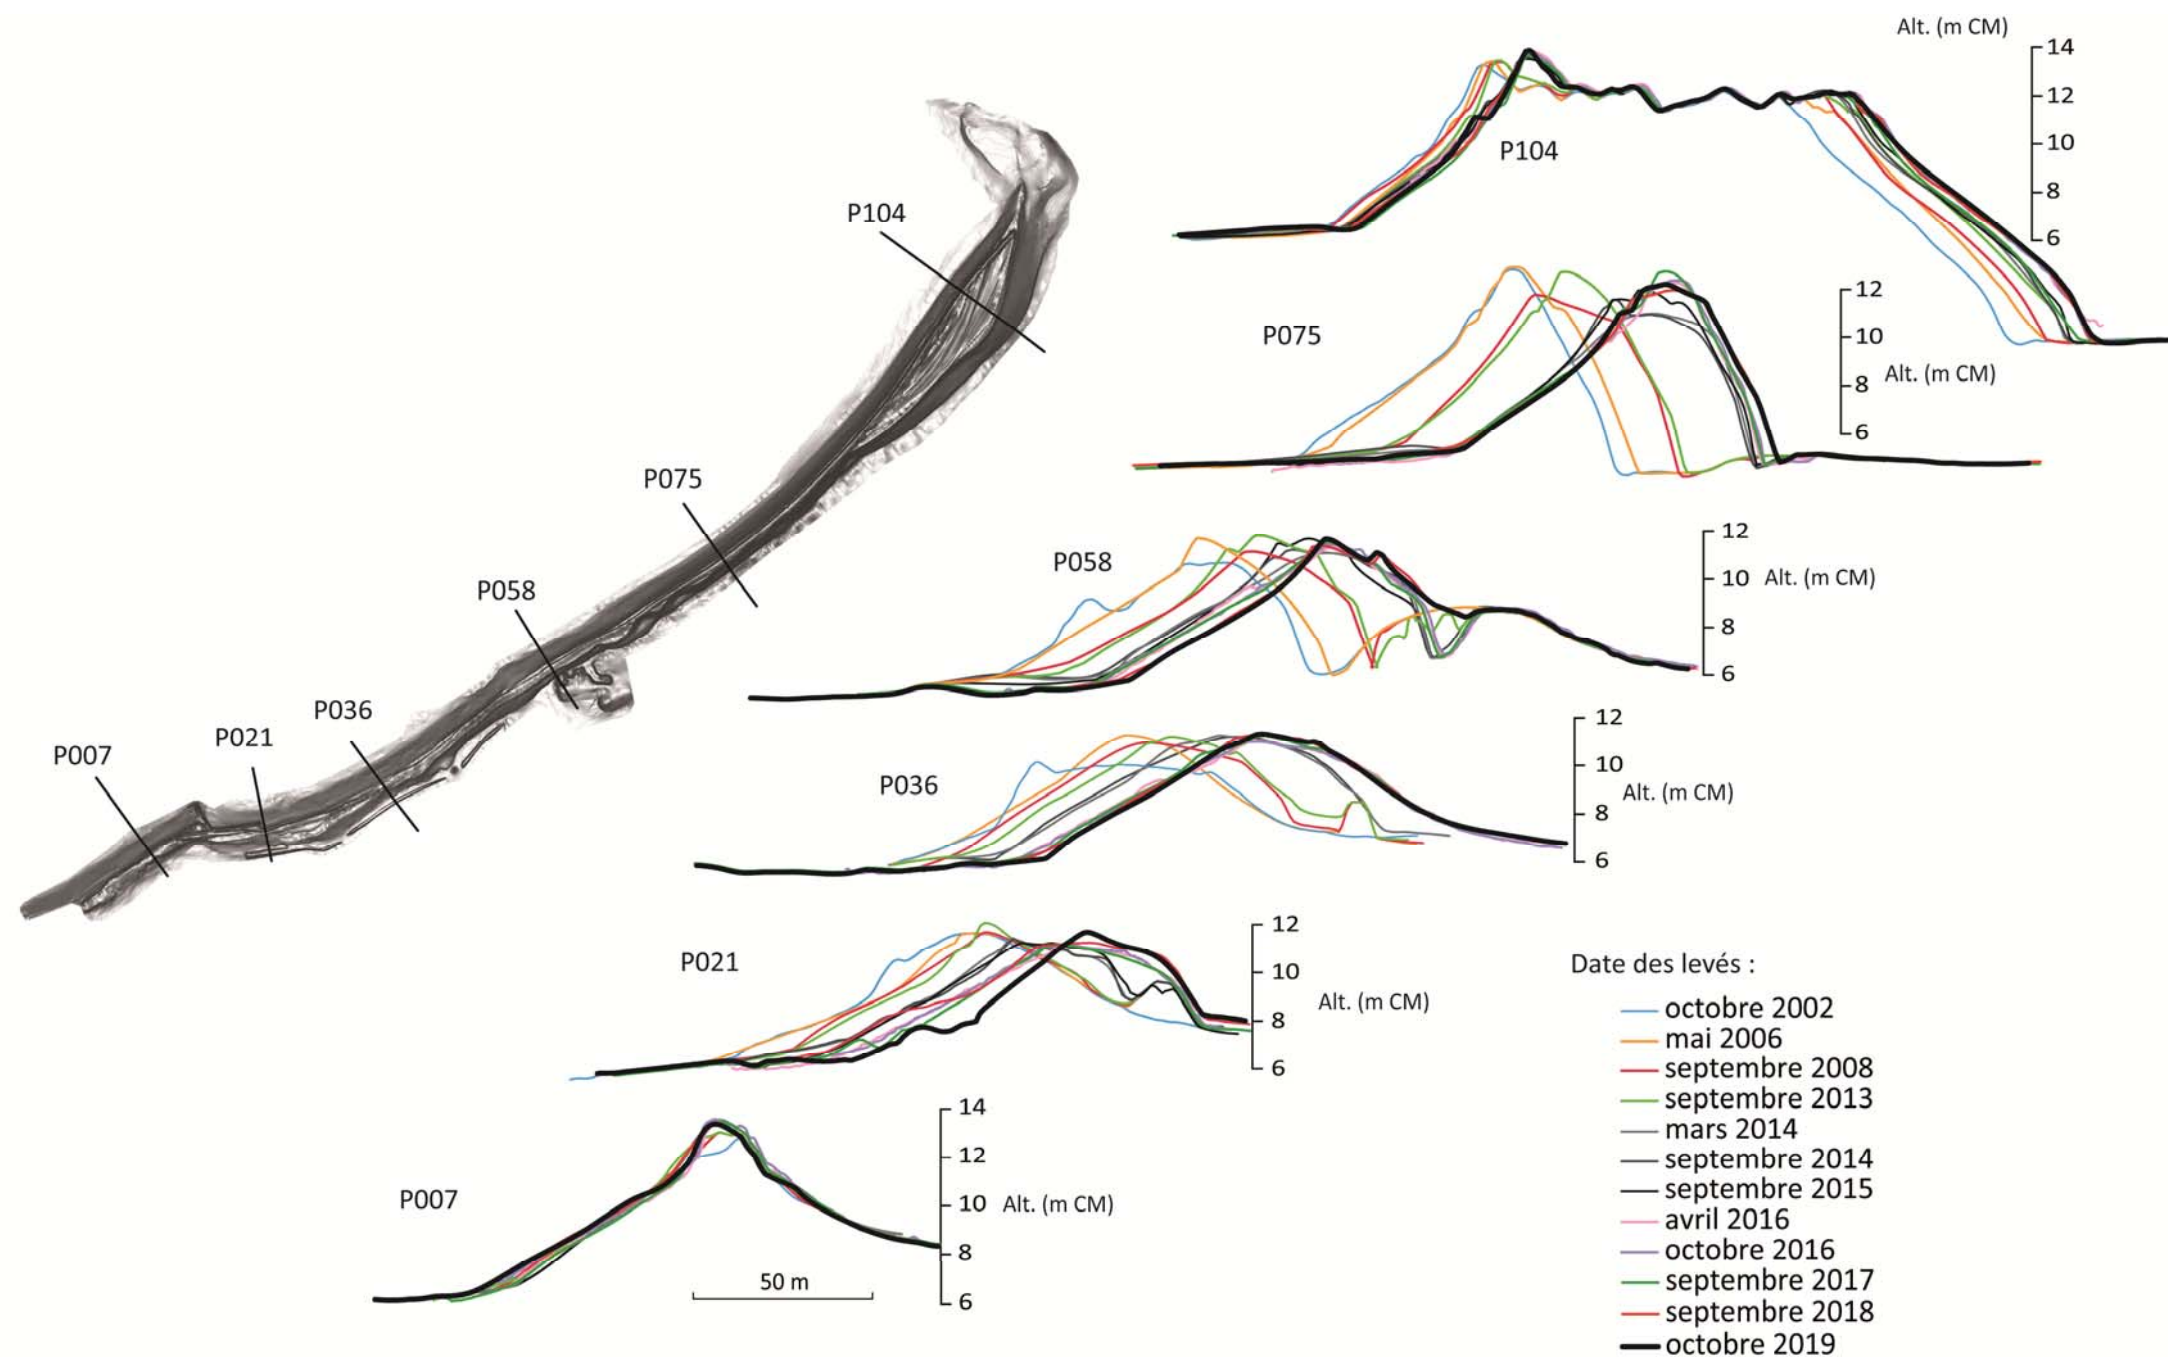 Alt. (m CM)
14
12
10
8
6
P104
P104
12
10
8
6
Alt. (m CM)
P075
P075
12
10
8
6
Alt. (m CM)
P058
P058
12
10
8
6
Alt. (m CM)
P036
P036
12
10
8
6
Alt. (m CM)
P021
P021
P007
14
12
10
8
6
Alt. (m CM)
P007
50 m
Date des levés :
octobre 2002
mai 2006
septembre 2008
septembre 2013
mars 2014
septembre 2014
septembre 2015
avril 2016
octobre 2016
septembre 2017
septembre 2018
octobre 2019